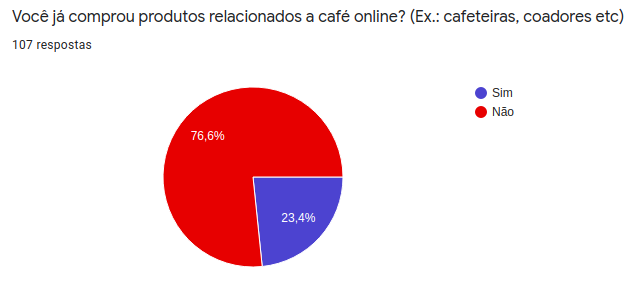 Você já comprou produtos relacionados a café online? (Ex.: cafeteiras, coadores etc)
107 respostas
Sim
Não
76,6%
23,4%